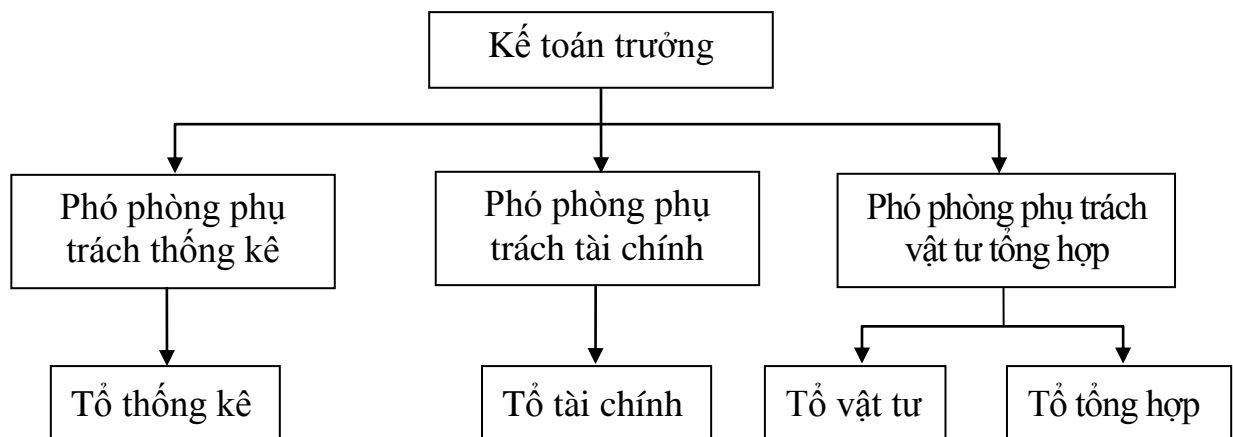 Kế toán trưởng
Phó phòng phụ
trách thống kê
Phó phòng phụ
trách tài chính
Phó phòng phụ trách
vật tư tổng hợp
Tổ thống kê
Tổ tài chính
Tổ vật tư
Tổ tổng hợp